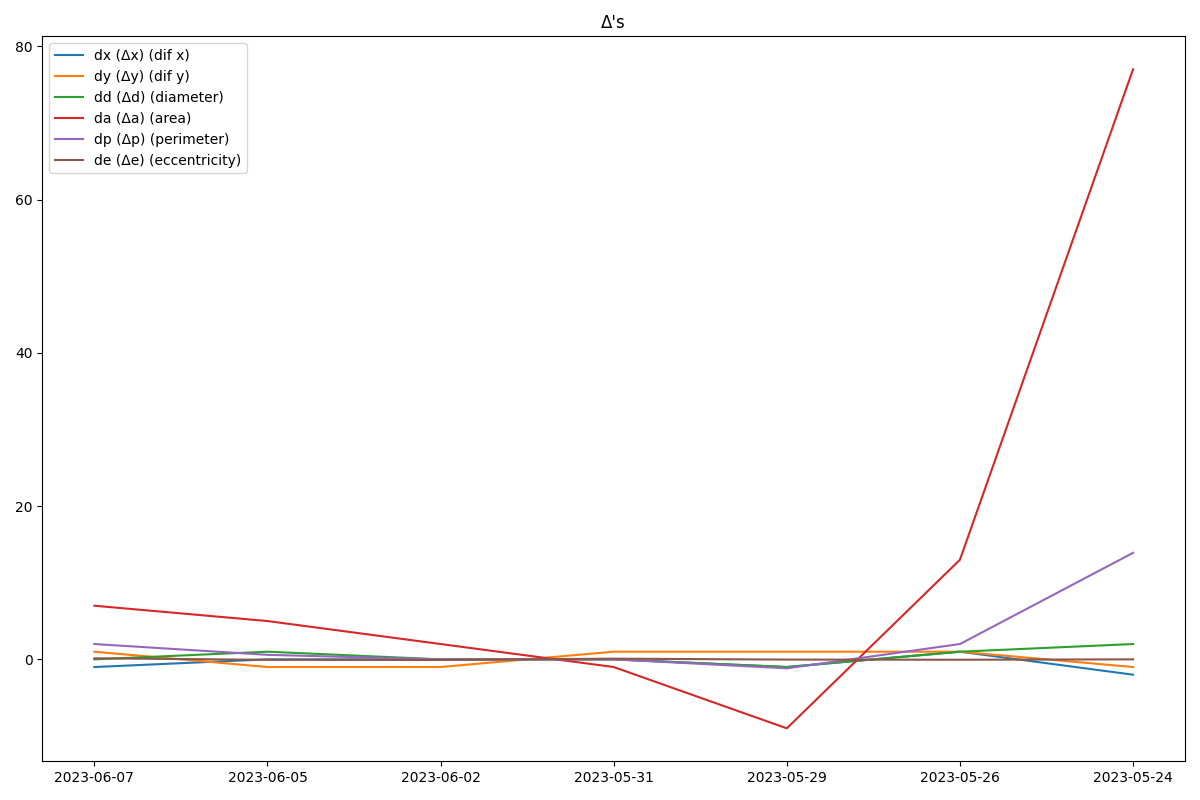 Δ's
dx (Δx) (dif x)
dy (Δy) (dif y)
dd (Δd) (diameter)
da (Δa) (area)
dp (Δp) (perimeter)
de (Δe) (eccentricity)
80
60
40
20
0
2023-06-07 2023-06-05 2023-06-02 2023-05-31 2023-05-29 2023-05-26 2023-05-24